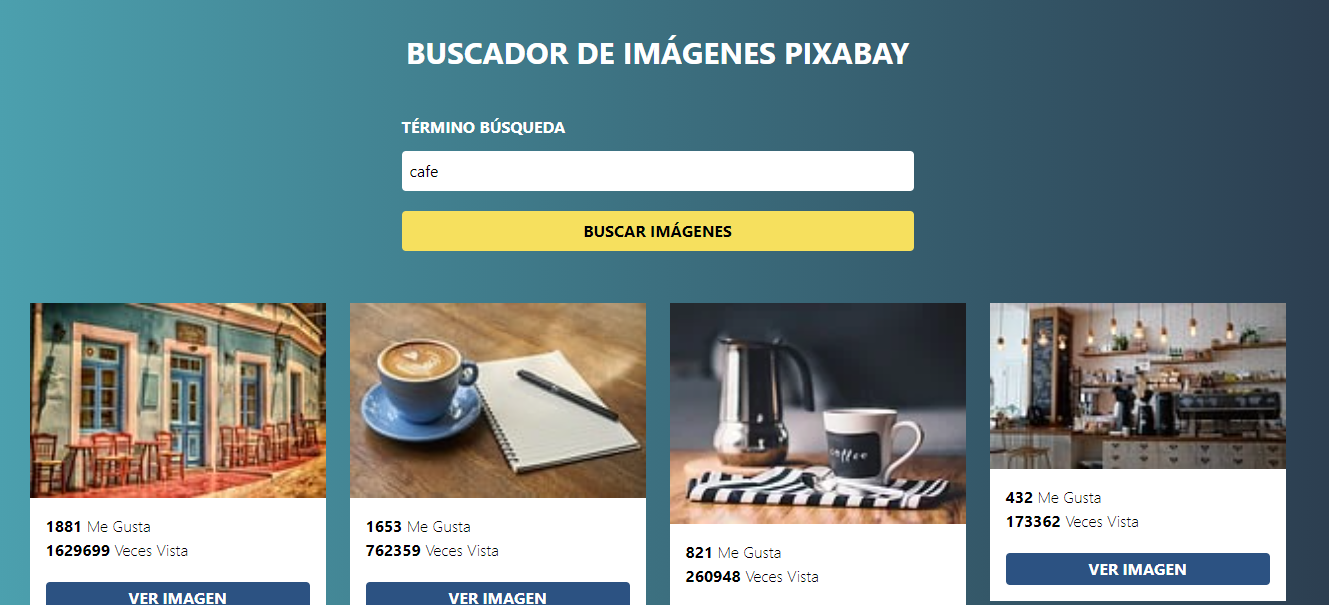 BUSCADOR DE IMÁGENES PIXABAY
TÉRMINO BÚSQUEDA
cafe
BUSCAR IMÁGENES
1881 Me Gusta
1629699 Veces Vista
VER IMAGEN
1653 Me Gusta
762359 Veces Vista
VER IMAGEN
coffee
821 Me Gusta
260948 Veces Vista
432 Me Gusta
173362 Veces Vista
VER IMAGEN